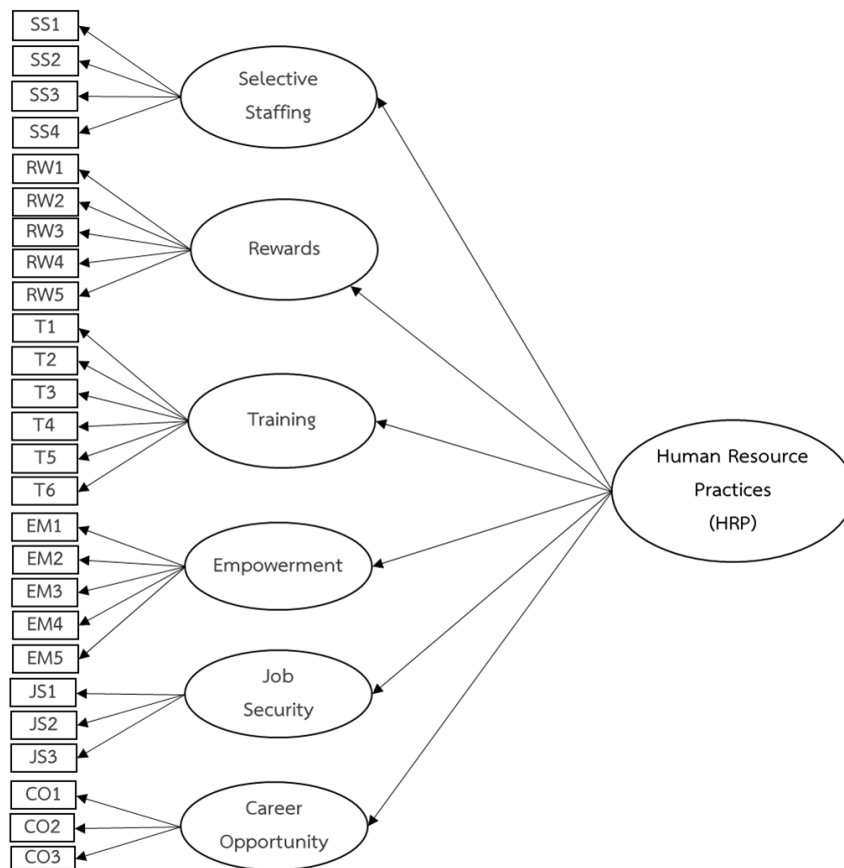 SS1
SS2
SS3
SS4
Selective
Staffing
RW1
RW2
RW3
RW4
RW5
Rewards
T1
T2
T3
T4
T5
T6
Training
EM1
EM2
EM3
EM4
EM5
Empowerment
JS1
JS2
JS3
Job
Security
CO1
CO2
CO3
Career
Opportunity
Human Resource
Practices
(HRP)